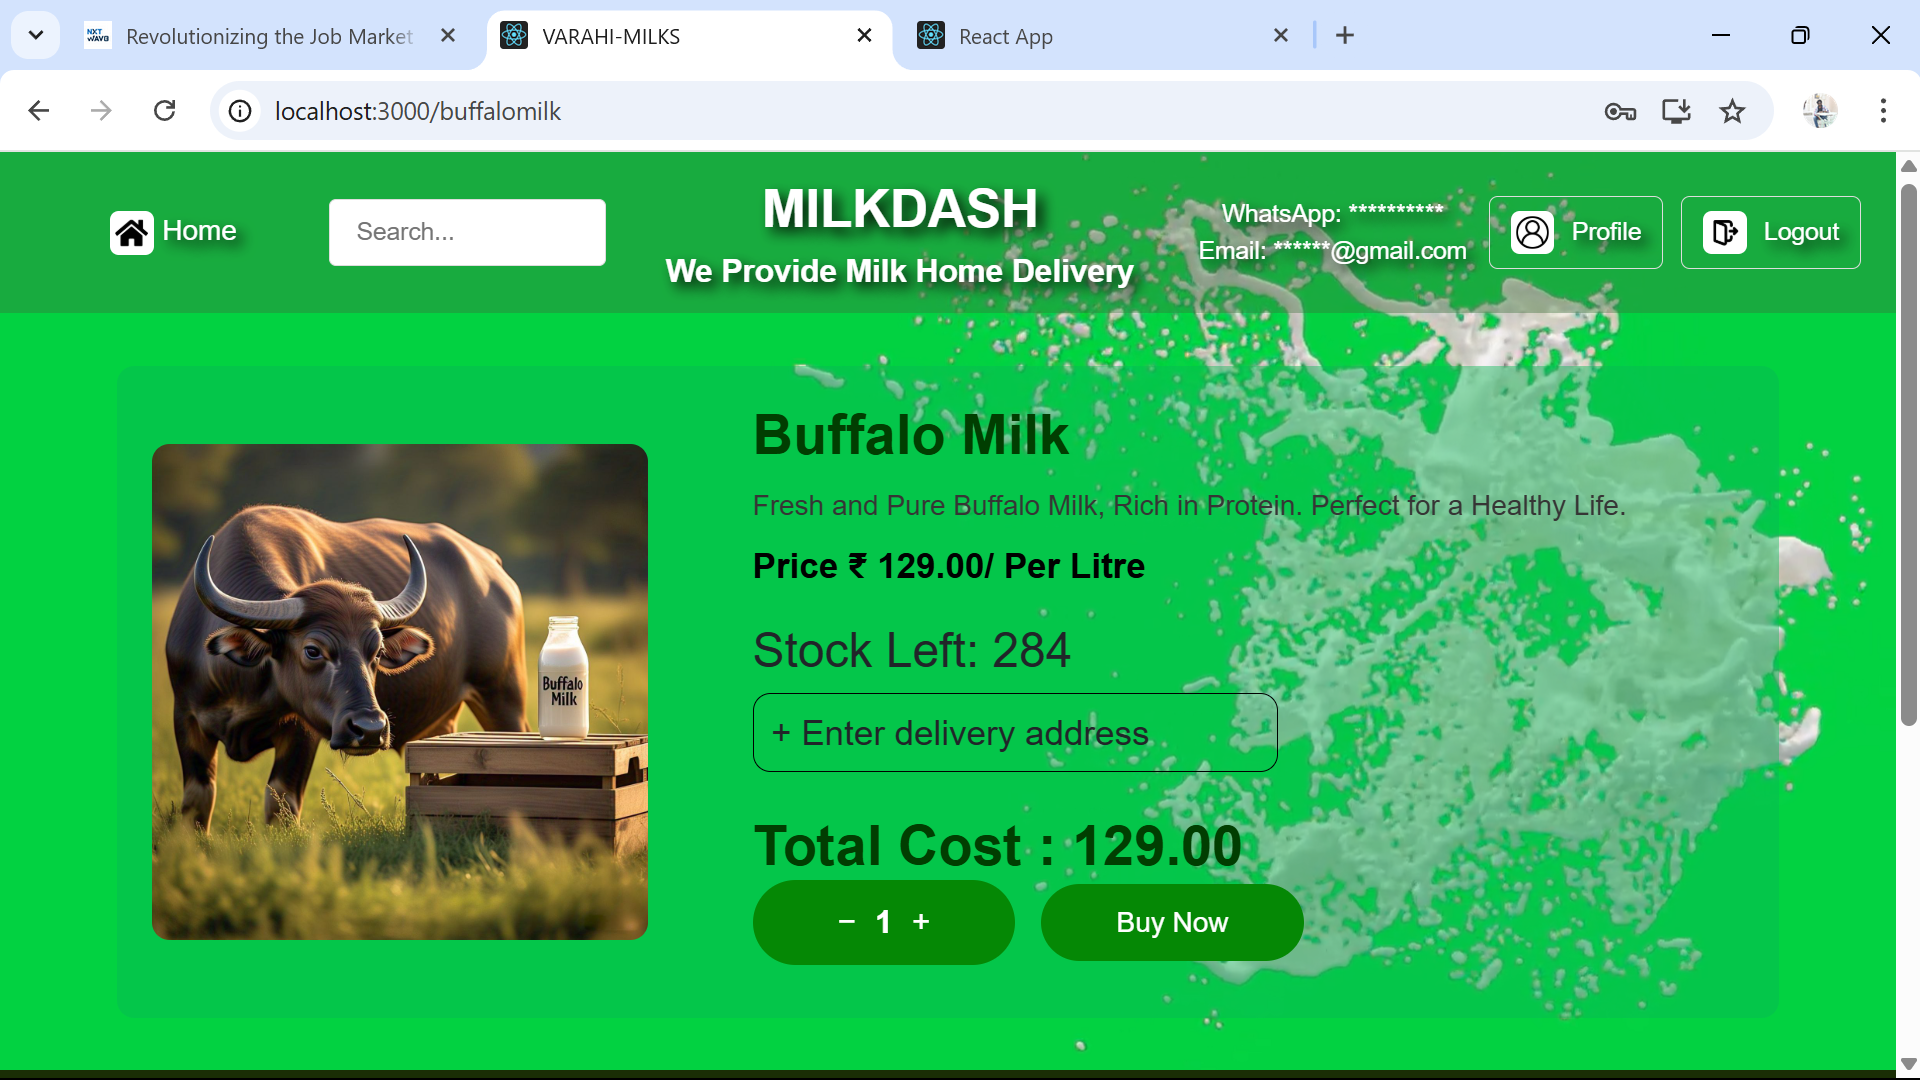 NXT
WAVE
Revolutionizing the Job Market
VARAHI-MILKS
React App
localhost:3000/buffalomilk
Home
Search...
MILKDASH
We Provide Milk Home Delivery
WhatsApp: **********
Email: ******@gmail.com
Profile
Logout
Buffalo Milk
Fresh and Pure Buffalo Milk, Rich in Protein. Perfect for a Healthy Life.
Price ₹ 129.00/ Per Litre
Stock Left: 284
+ Enter delivery address
Buffalo
Milk
Total Cost : 129.00
− 1 +
Buy Now